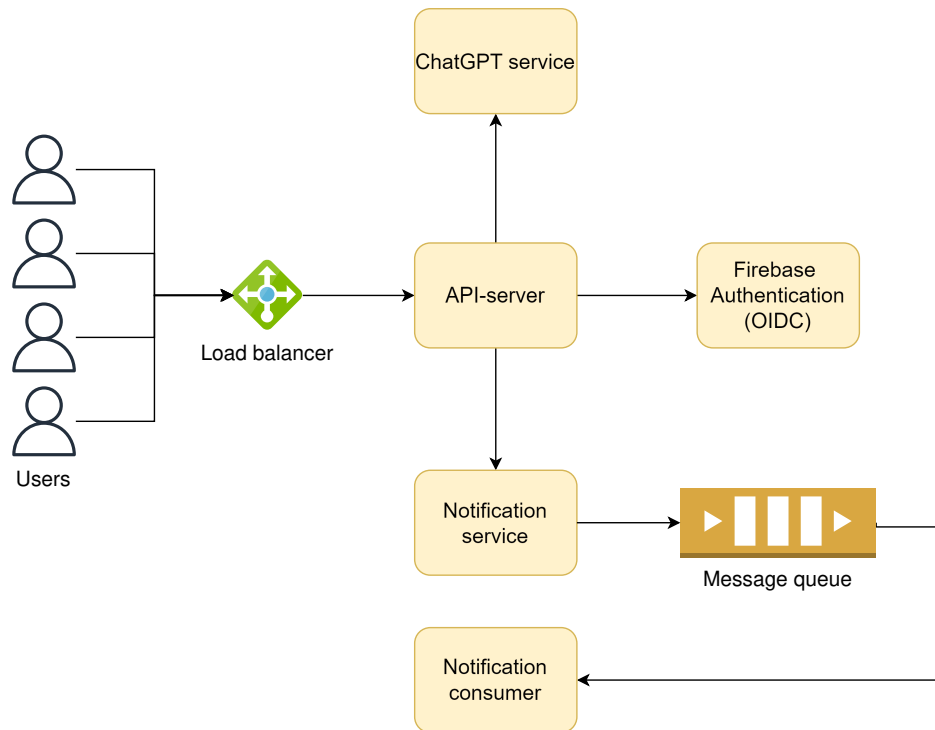 ChatGPT service
Load balancer
API-server
Firebase
Authentication
(OIDC)
Users
Notification
service
Message queue
Notification
consumer